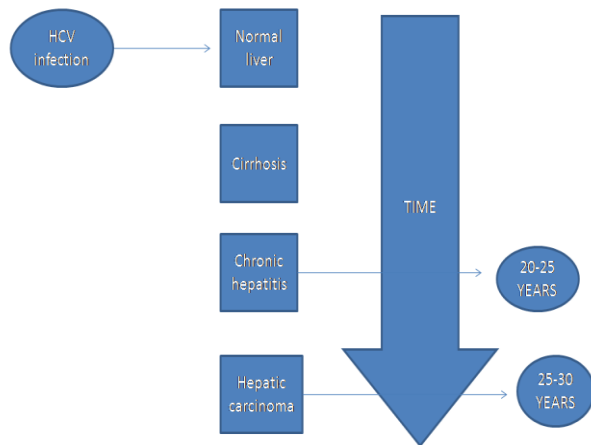 HCV
infection
Normal
liver
Cirrhosis
TIME
Chronic
hepatitis
20-25
YEARS
Hepatic
carcinoma
25-30
YEARS